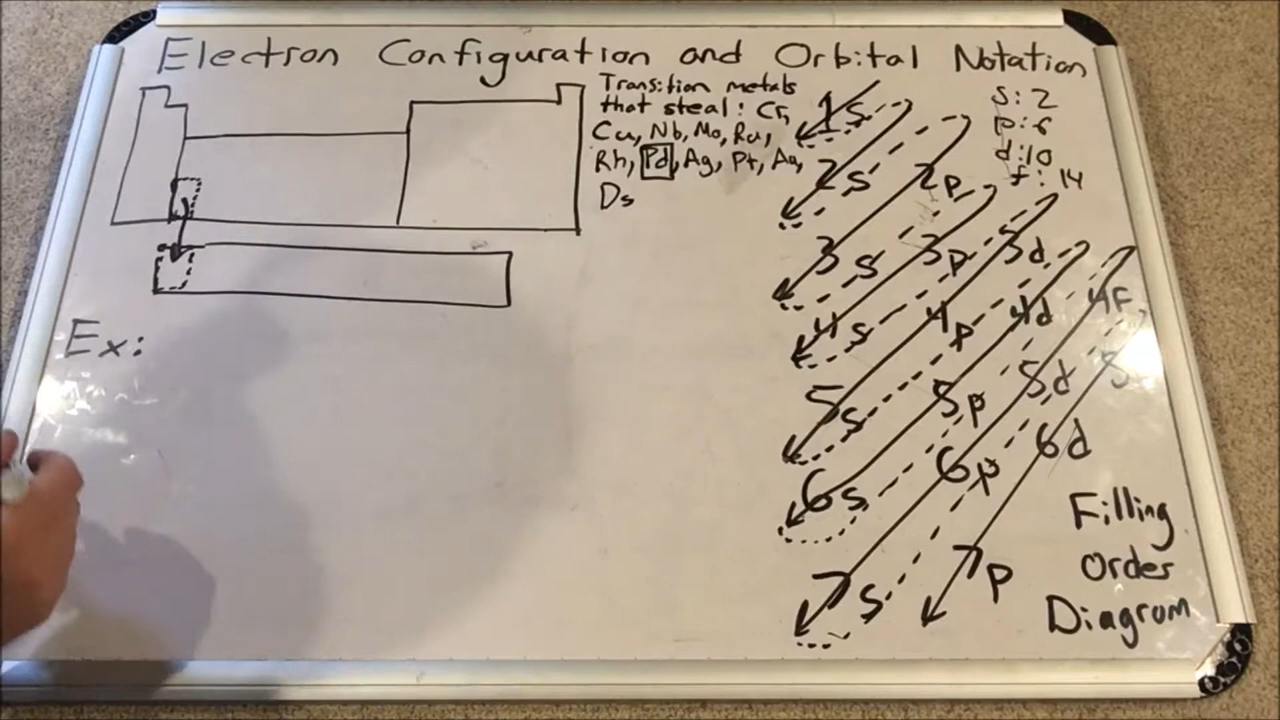 Electron Configuration and Orbital Notation
Transition metals
that steal: Cr,
Cu, Nb, Mo, Ru,
Rh, Pd, Ag, Pt, Au,
Ds
S: 2
p: 6
d: 10
f: 14
1s
2s 2p
3s 3p 3d
4s 4p 4d 4f
5s 5p 5d
6s 6p 6d
7s 7p
Ex:
Filling
Order
Diagram